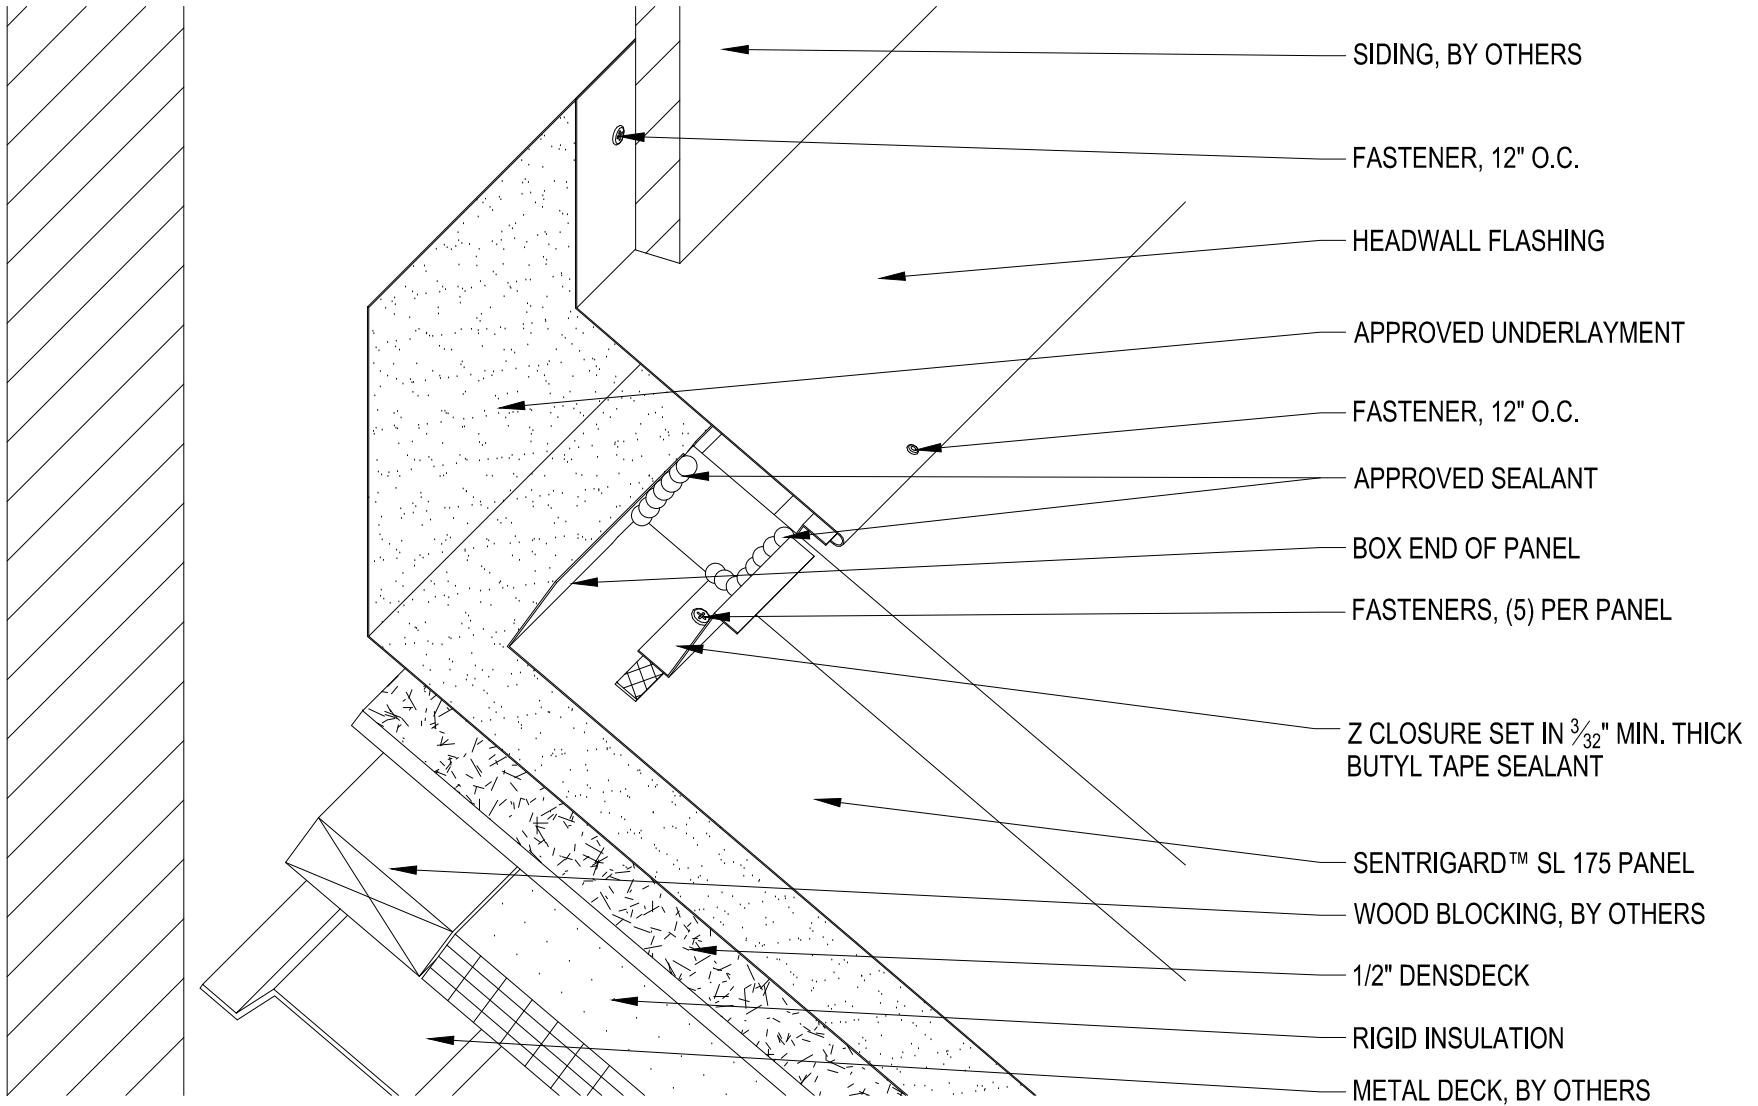 SIDING, BY OTHERS
FASTENER, 12" O.C.
HEADWALL FLASHING
APPROVED UNDERLAYMENT
FASTENER, 12" O.C.
APPROVED SEALANT
BOX END OF PANEL
FASTENERS, (5) PER PANEL
Z CLOSURE SET IN 3⁄32" MIN. THICK
BUTYL TAPE SEALANT
SENTRIGARD™ SL 175 PANEL
WOOD BLOCKING, BY OTHERS
1/2" DENSDECK
RIGID INSULATION
METAL DECK, BY OTHERS